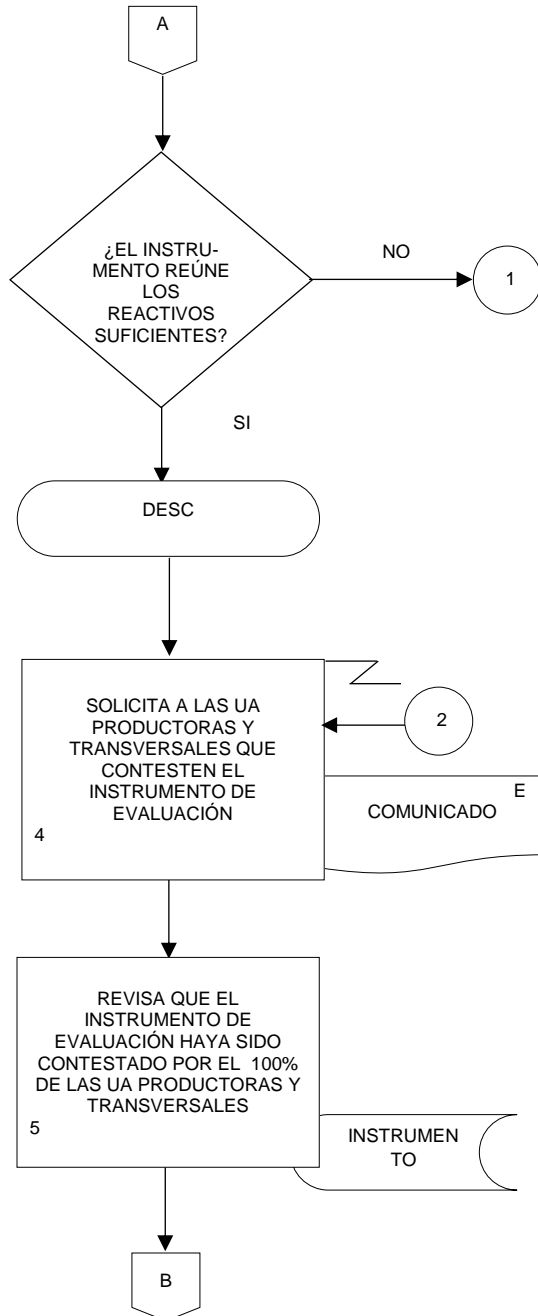 A
¿EL INSTRU-
MENTO REÚNE
LOS
REACTIVOS
SUFICIENTES?
NO
1
SI
DESC
SOLICITA A LAS UA
PRODUCTORAS Y
TRANSVERSALES QUE
CONTESTEN EL
INSTRUMENTO DE
EVALUACIÓN
4
2
E
COMUNICADO
REVISA QUE EL
INSTRUMENTO DE
EVALUACIÓN HAYA SIDO
CONTESTADO POR EL 100%
DE LAS UA PRODUCTORAS Y
TRANSVERSALES
5
INSTRUMEN
TO
B